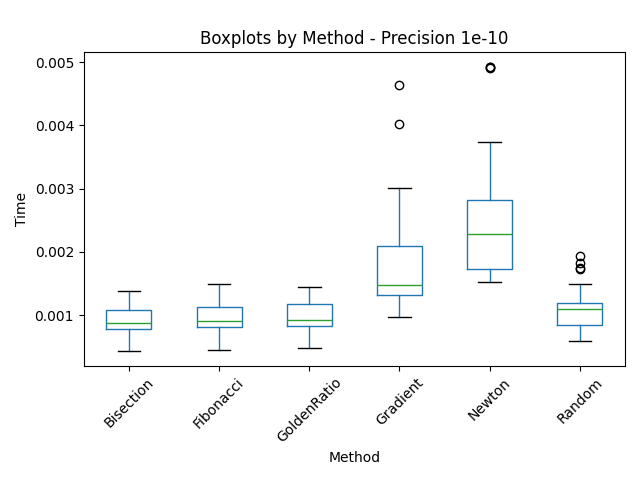 Boxplots by Method - Precision 1e-10
0.005
0.004
0.003
0.002
0.001
Time
Bisection
Fibonacci
GoldenRatio
Gradient
Newton
Random
Method